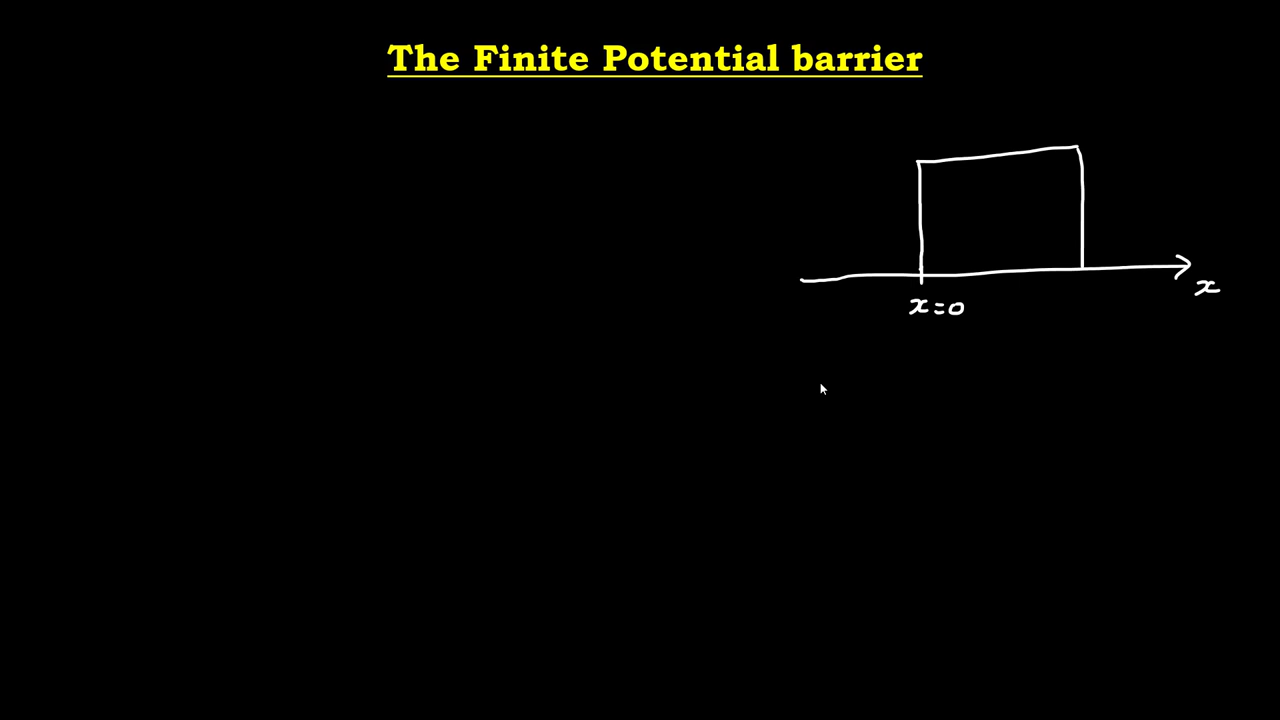 The Finite Potential barrier
x
x=0